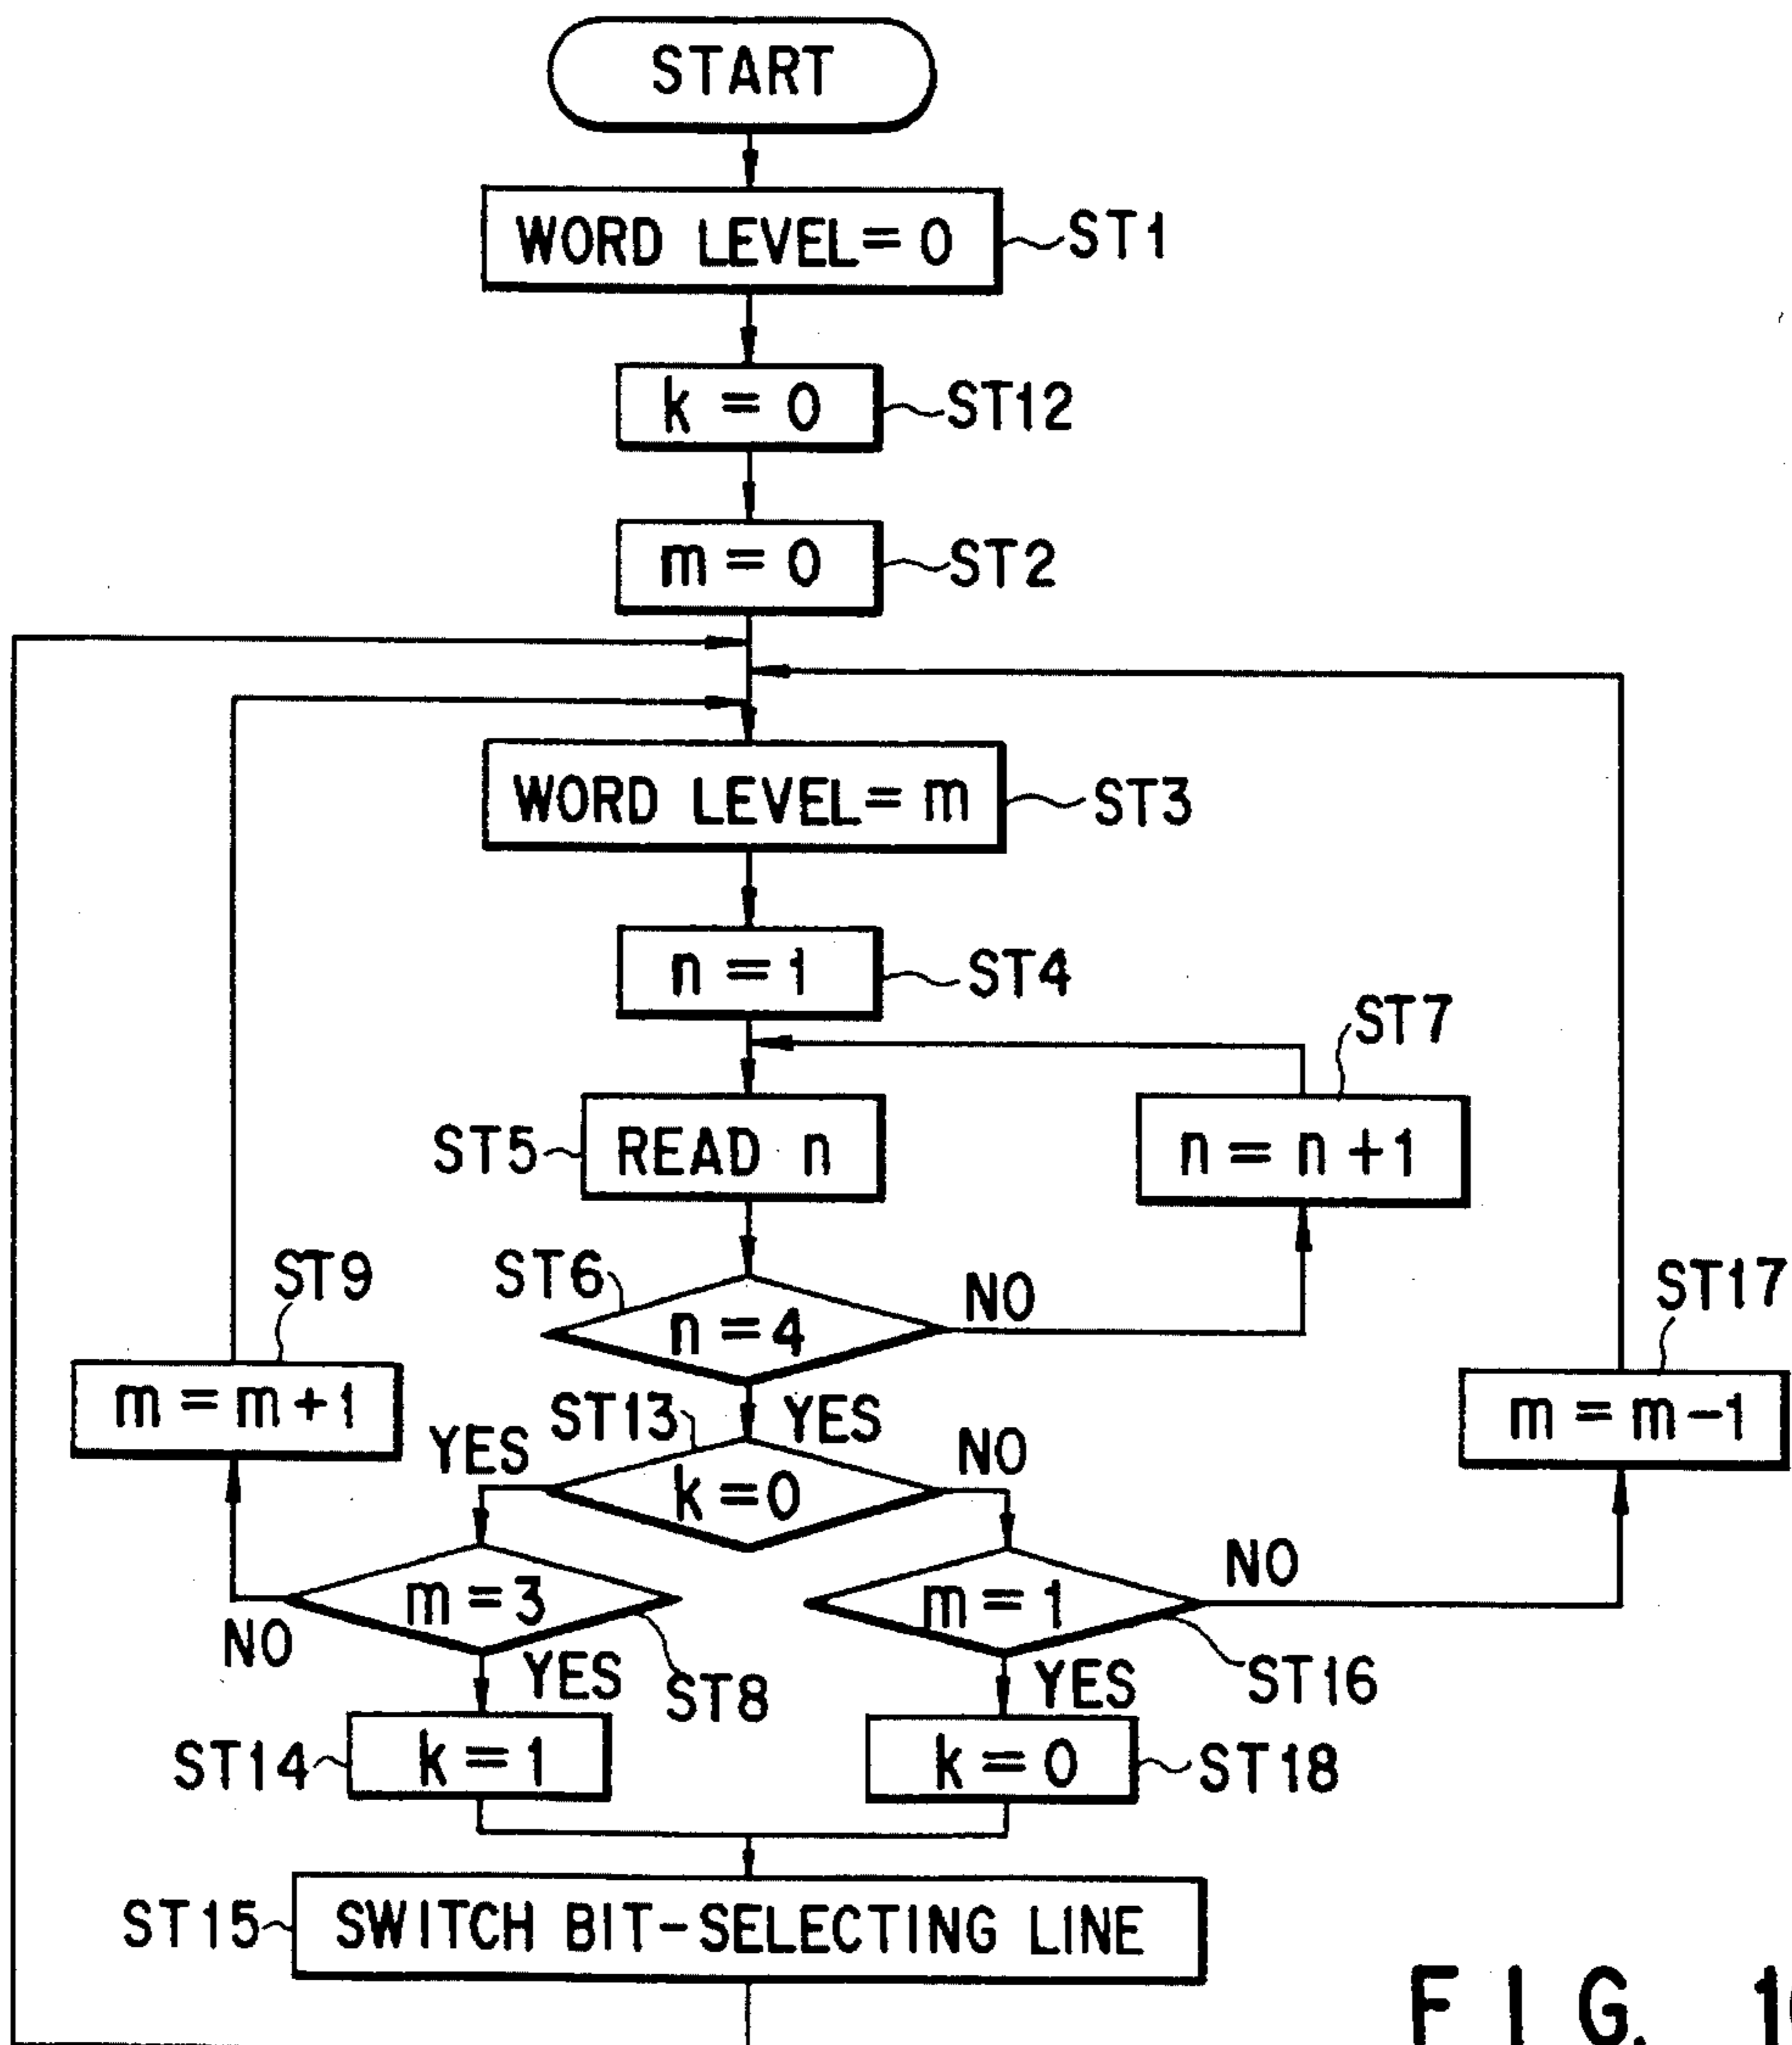 START
WORD LEVEL= 0
ST1
k = 0
ST12
m = 0
ST2
WORD LEVEL= m
ST3
n = 1
ST4
ST7
ST5
READ n
n = n +1
ST9
ST6
n = 4
NO
ST17
m = m +1
ST13
YES
m = m -1
YES
k = 0
NO
m = 3
NO
m = 1
NO
YES
ST8
YES
ST16
ST14
k = 1
k = 0
ST18
ST15
SWITCH BIT-SELECTING LINE
FIG.